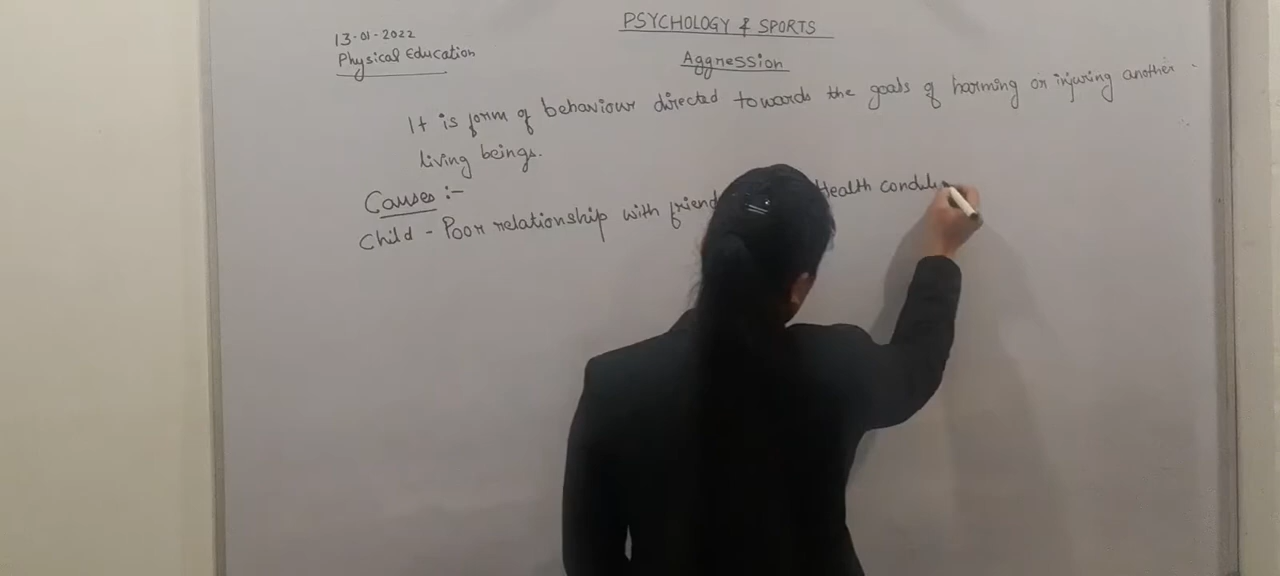 PSYCHOLOGY & SPORTS
13-01-2022
Physical Education
Aggression
It is form of behaviour directed towards the goals of harming or injuring another
living beings.
Causes :-
Child - Poor relationship with friend Health